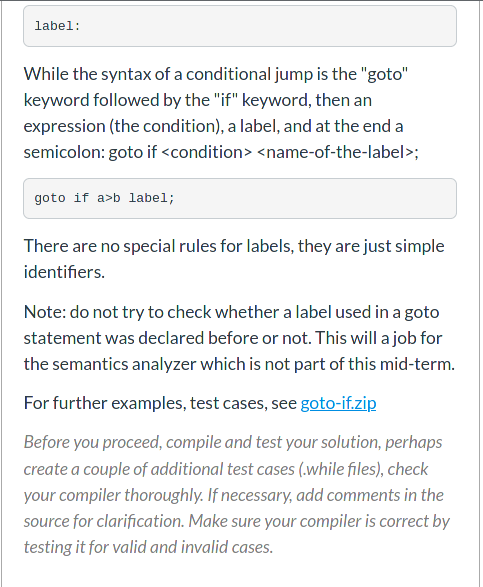 label:
While the syntax of a conditional jump is the "goto"
keyword followed by the "if" keyword, then an
expression (the condition), a label, and at the end a
semicolon: goto if <condition> <name-of-the-label>;
goto if a>b label;
There are no special rules for labels, they are just simple
identifiers.
Note: do not try to check whether a label used in a goto
statement was declared before or not. This will a job for
the semantics analyzer which is not part of this mid-term.
For further examples, test cases, see goto-if.zip
Before you proceed, compile and test your solution, perhaps
create a couple of additional test cases (.while files), check
your compiler thoroughly. If necessary, add comments in the
source for clarification. Make sure your compiler is correct by
testing it for valid and invalid cases.